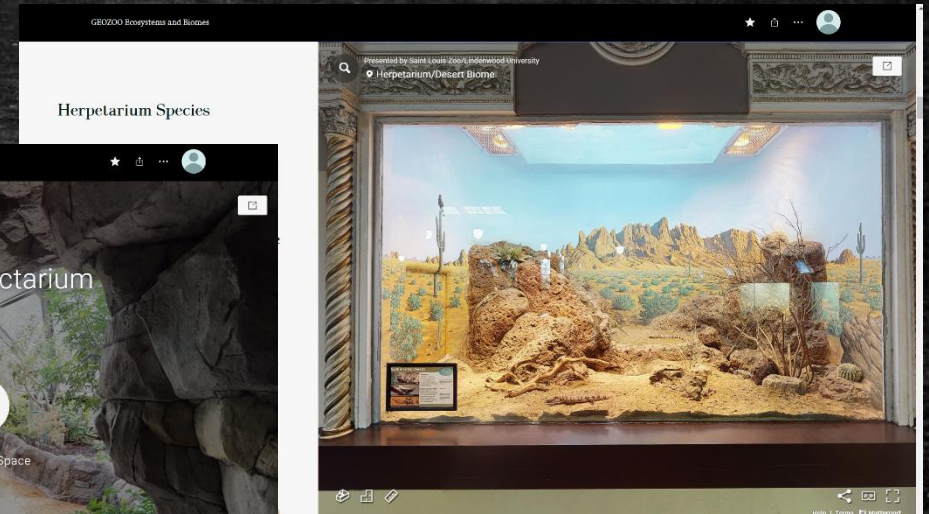 GEOZOO Ecosystems and Biomes
Presented by Saint Louis Zoo/Lindenwood University
Herpetarium/Desert Biome
Herpetarium Species
ctarium
Space
Help | Terms Matterport